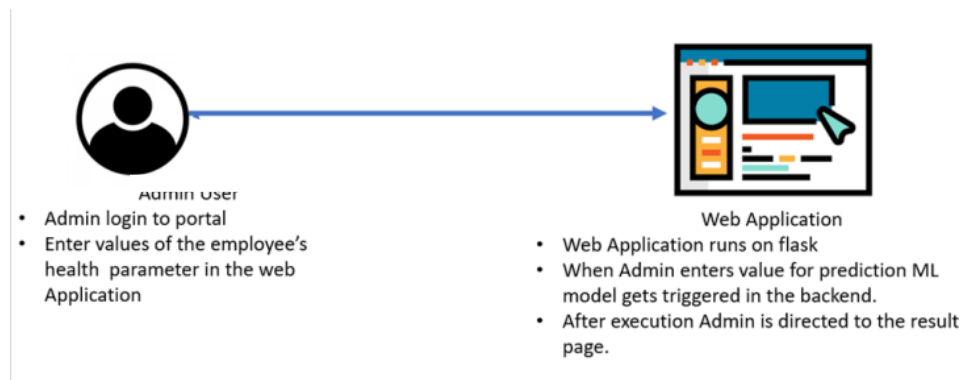 Admin User
• Admin login to portal
• Enter values of the employee's
health parameter in the web
Application
Web Application
• Web Application runs on flask
• When Admin enters value for prediction ML
model gets triggered in the backend.
• After execution Admin is directed to the result
page.